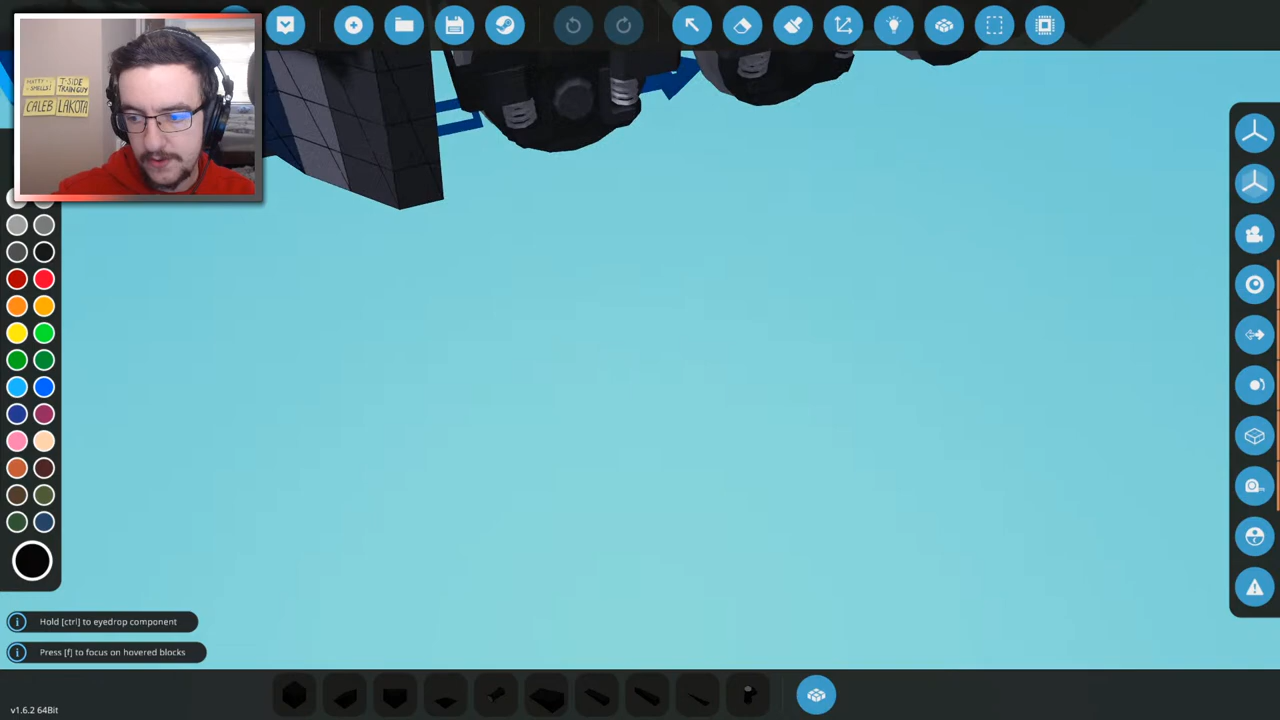 MATTY
SMELLS!
T-SIDE
TRAIN GUY
CALEB
LAKOTA
Hold [ctrl] to eyedrop component
Press [f] to focus on hovered blocks
v1.6.2 64Bit